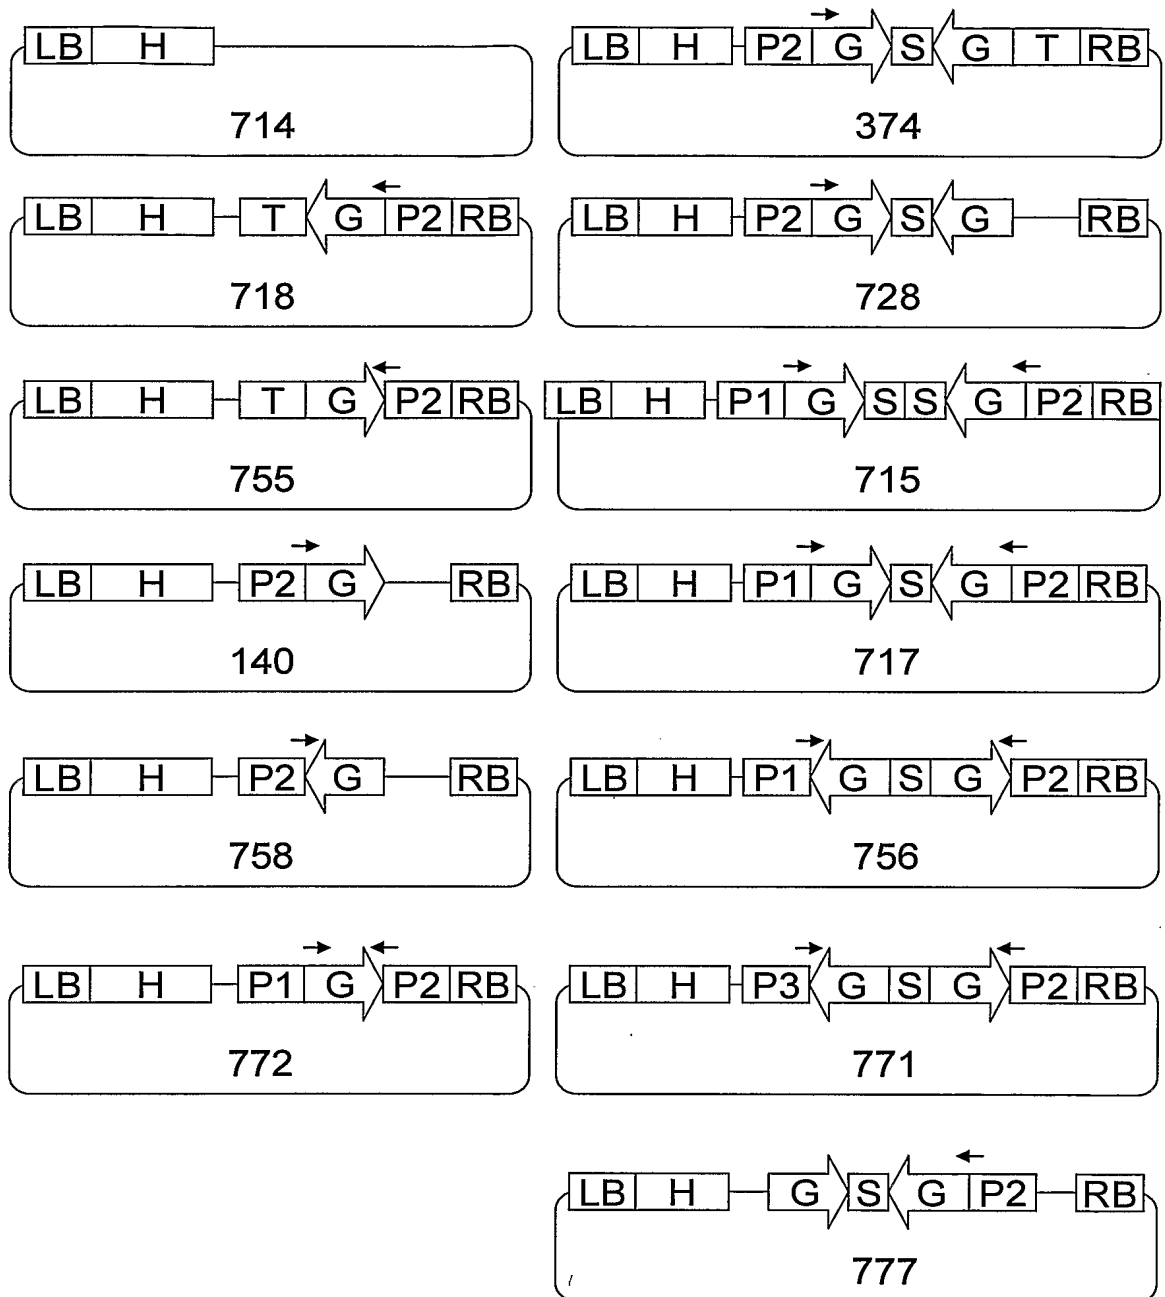 LB H
714
LB H P2 G S G T RB
374
LB H T G P2 RB
718
LB H P2 G S G RB
728
LB H T G P2 RB
755
LB H P1 G S S G P2 RB
715
LB H P2 G RB
140
LB H P1 G S G P2 RB
717
LB H P2 G RB
758
LB H P1 G S G P2 RB
756
LB H P1 G P2 RB
772
LB H P3 G S G P2 RB
771
LB H G S G P2 RB
777